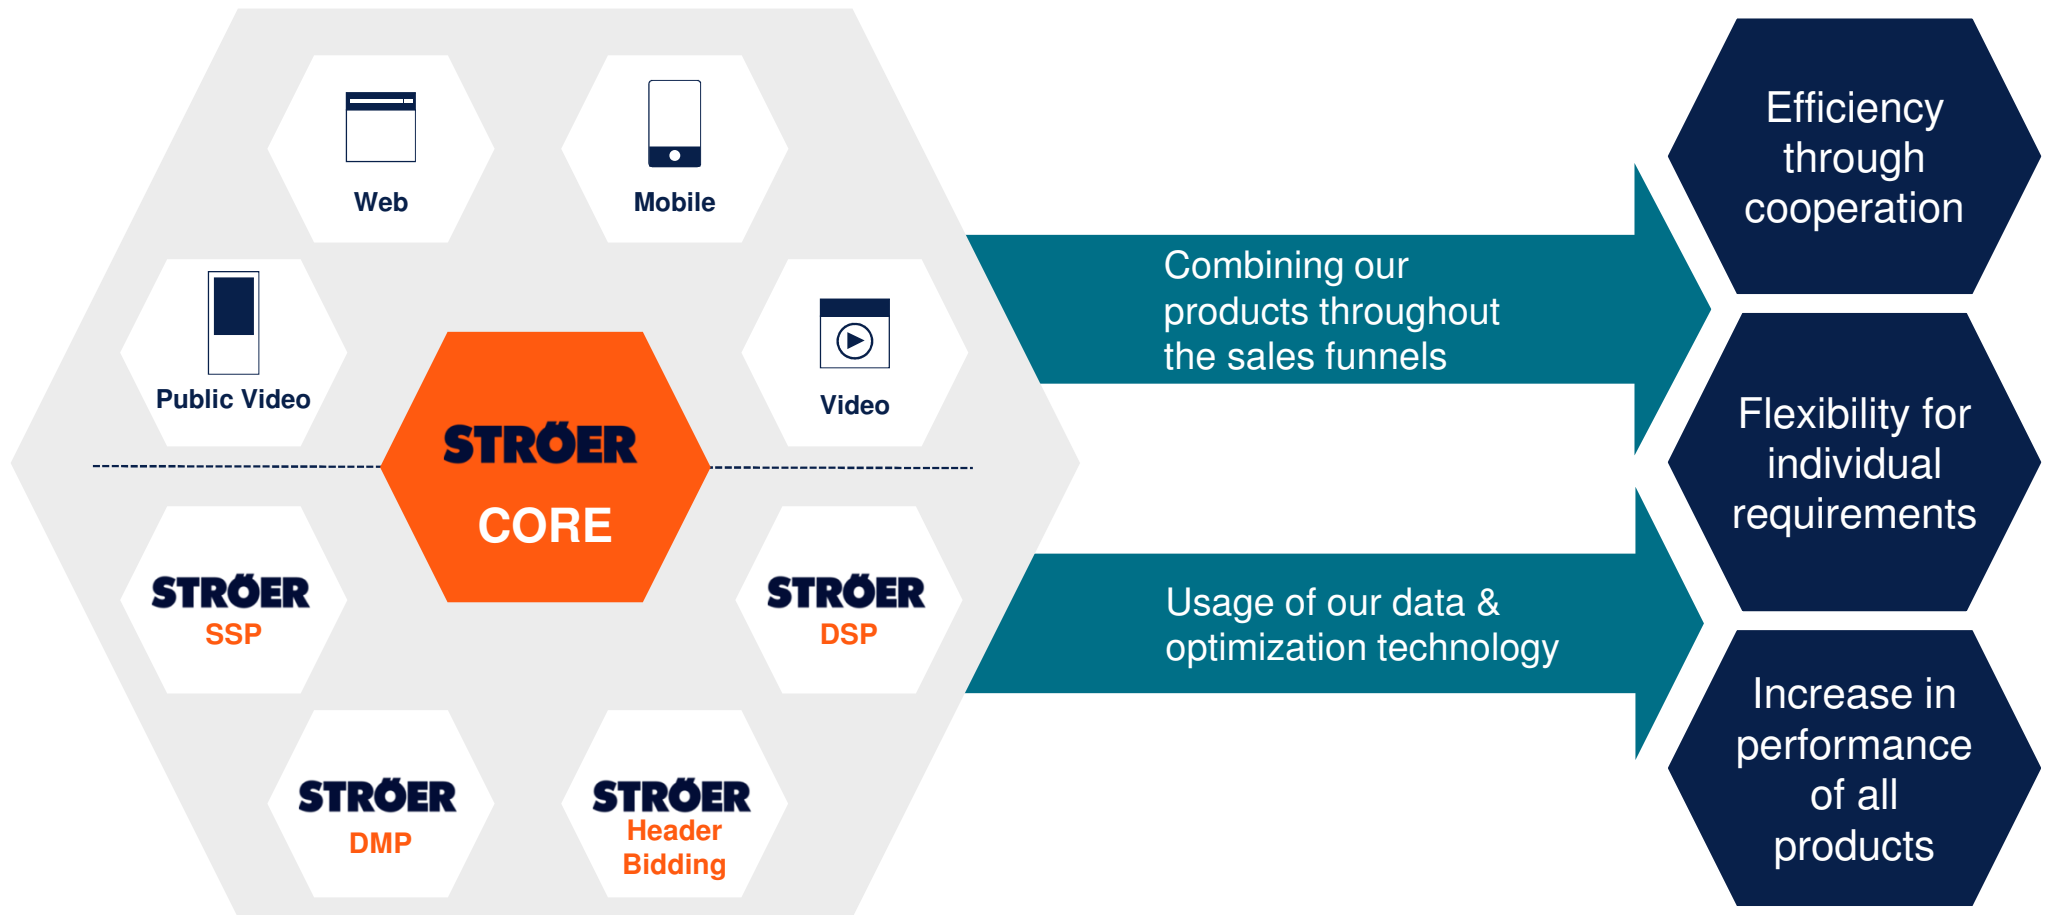 Web
Mobile
Public Video
Video
STRÖER
CORE
STRÖER
SSP
STRÖER
DSP
STRÖER
DMP
STRÖER
Header
Bidding
Combining our
products throughout
the sales funnels
Usage of our data &
optimization technology
Efficiency
through
cooperation
Flexibility for
individual
requirements
Increase in
performance
of all
products